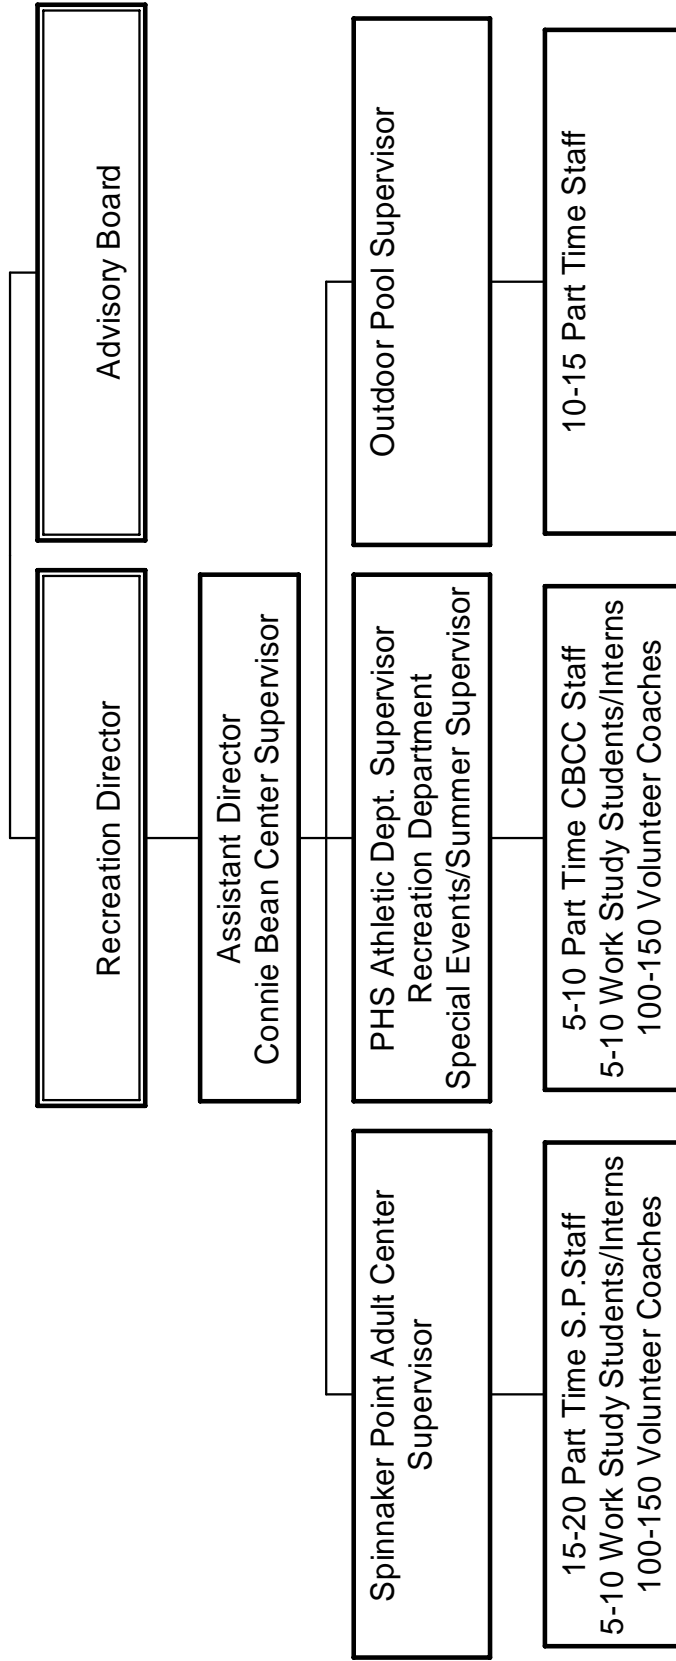 Recreation Director
Advisory Board
Assistant Director
Connie Bean Center Supervisor
Spinnaker Point Adult Center
Supervisor
PHS Athletic Dept. Supervisor
Recreation Department
Special Events/Summer Supervisor
Outdoor Pool Supervisor
15-20 Part Time S.P.Staff
5-10 Work Study Students/Interns
100-150 Volunteer Coaches
5-10 Part Time CBCC Staff
5-10 Work Study Students/Interns
100-150 Volunteer Coaches
10-15 Part Time Staff